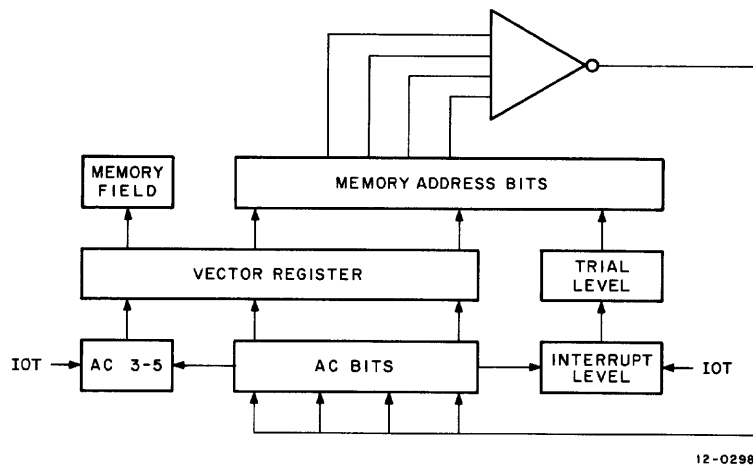 MEMORY
FIELD
MEMORY ADDRESS BITS
VECTOR REGISTER
TRIAL
LEVEL
IOT
AC 3-5
AC BITS
INTERRUPT
LEVEL
IOT
12-0298